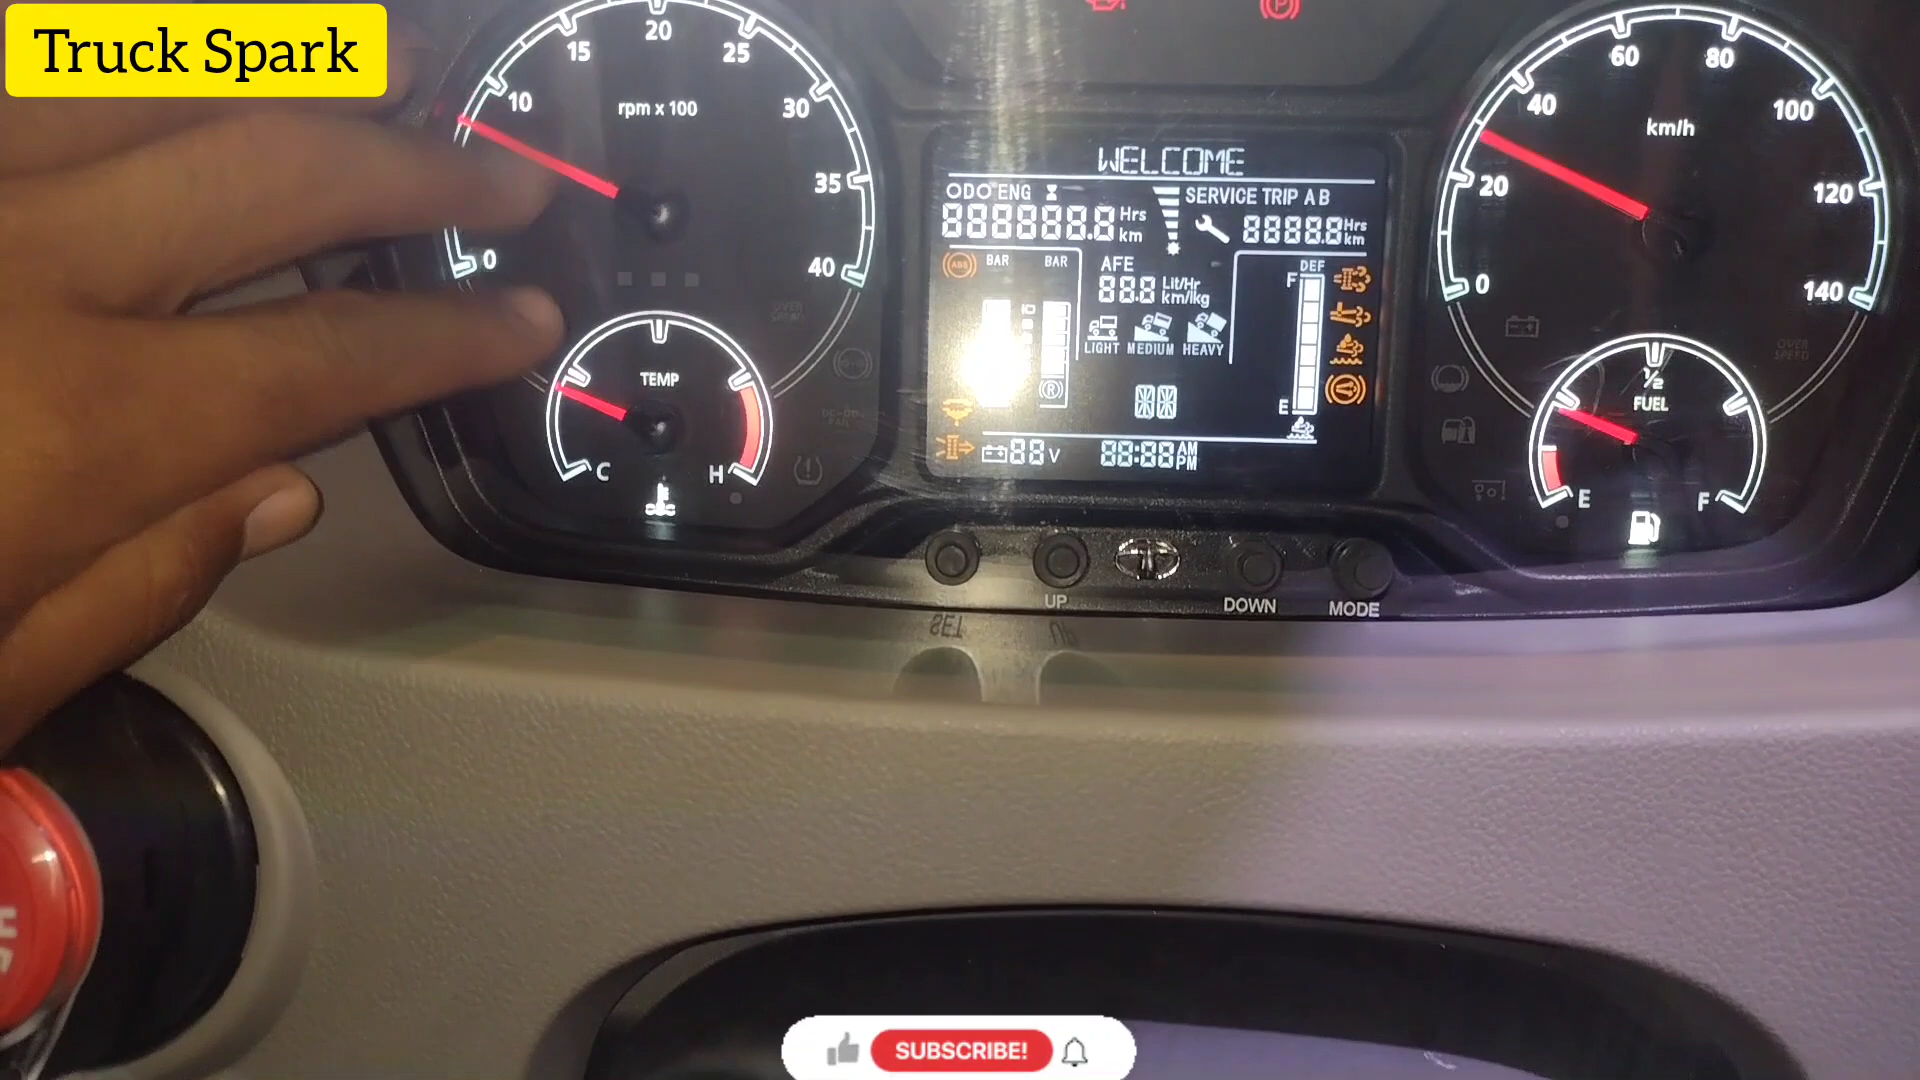 Truck Spark
20
15
25
10
30
rpm x 100
35
0
40
TEMP
C
H
WELCOME
ODO ENG
SERVICE TRIP A B
888888.8 Hrs
km
8888.8 Hrs
km
ABS
BAR
BAR
AFE
88.8 Lit/Hr
km/kg
DEF
F
LIGHT MEDIUM HEAVY
E
88 V
88:88 AM
PM
60
80
40
100
km/h
20
120
0
140
OVER
SPEED
1/2
FUEL
E
F
UP
DOWN
MODE
SUBSCRIBE!